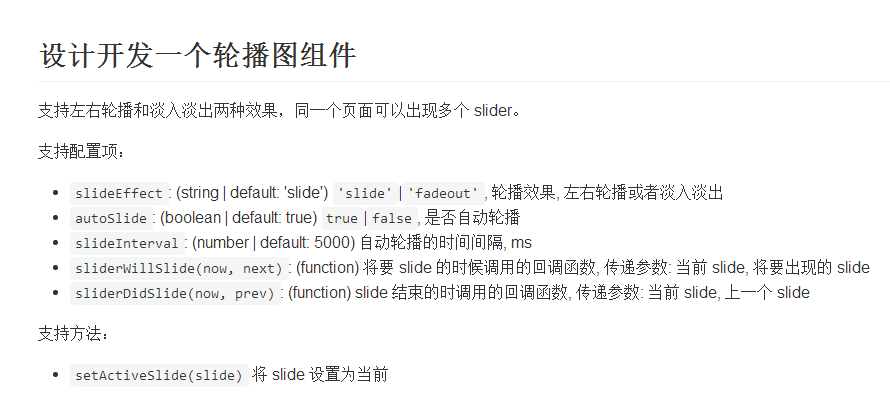 设计开发一个轮播图组件
支持左右轮播和淡入淡出两种效果，同一个页面可以出现多个 slider。
支持配置项：
slideEffect : (string | default: 'slide') 'slide' | 'fadeout' , 轮播效果, 左右轮播或者淡入淡出
autoSlide : (boolean | default: true) true | false , 是否自动轮播
slideInterval : (number | default: 5000) 自动轮播的时间间隔, ms
sliderWillSlide(now, next) : (function) 将要 slide 的时候调用的回调函数, 传递参数: 当前 slide, 将要出现的 slide
sliderDidSlide(now, prev) : (function) slide 结束的时调用的回调函数, 传递参数: 当前 slide, 上一个 slide
支持方法：
setActiveSlide(slide) 将 slide 设置为当前